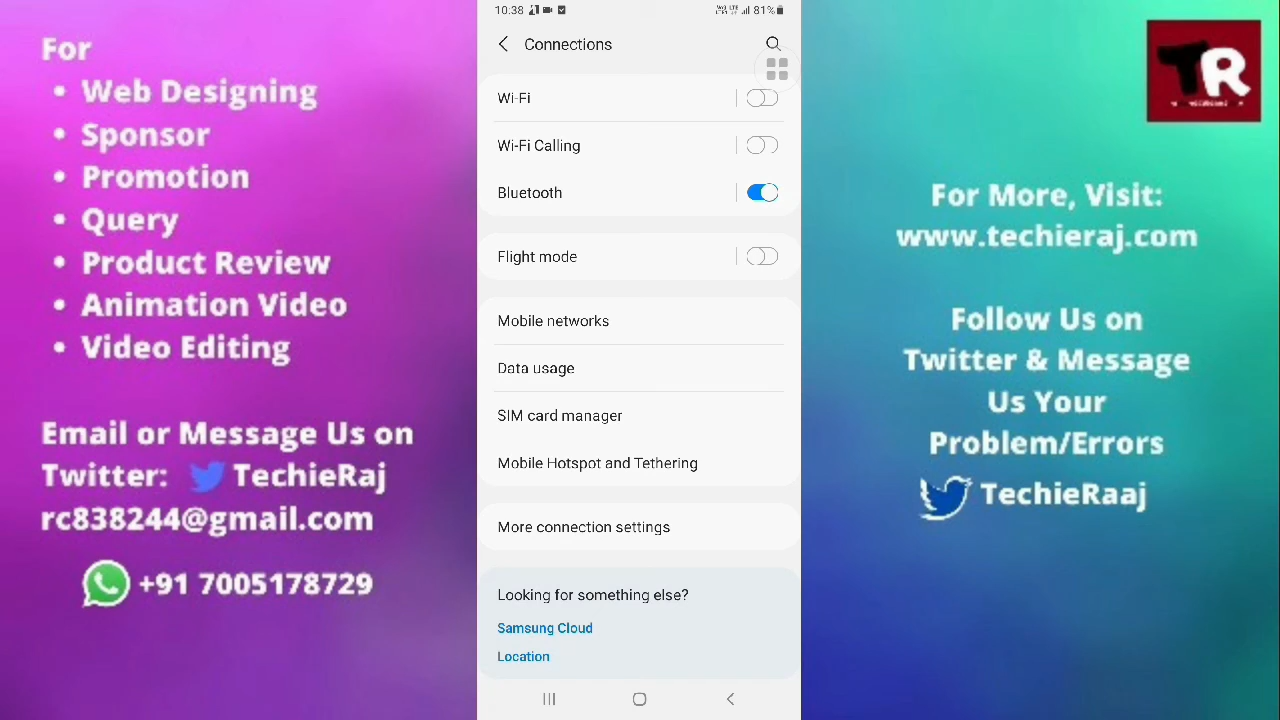 For
• Web Designing
• Sponsor
• Promotion
• Query
• Product Review
• Animation Video
• Video Editing
Email or Message Us on
Twitter: TechieRaj
rc838244@gmail.com
+91 7005178729
10:38
81%
Connections
Wi-Fi
Wi-Fi Calling
Bluetooth
Flight mode
Mobile networks
Data usage
SIM card manager
Mobile Hotspot and Tethering
More connection settings
Looking for something else?
Samsung Cloud
Location
TR
For More, Visit:
www.techieraj.com
Follow Us on
Twitter & Message
Us Your
Problem/Errors
TechieRaaj